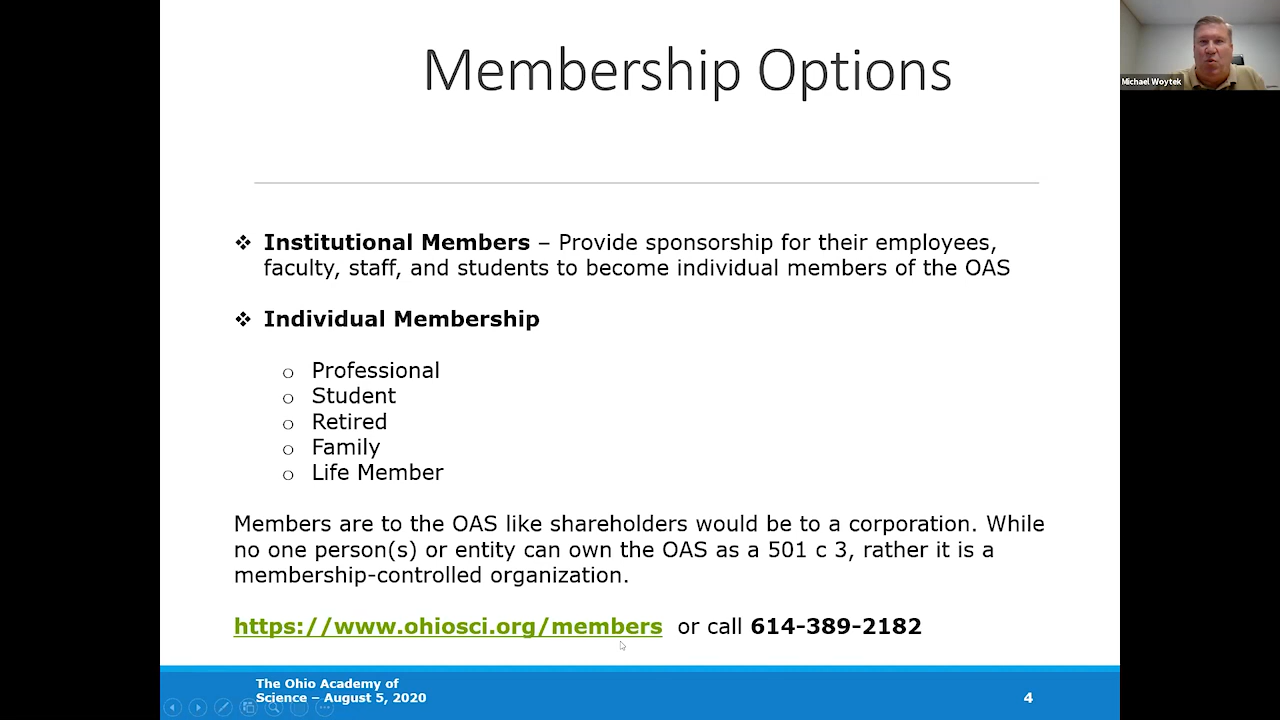 Membership Options
Michael Woytek
❖ Institutional Members – Provide sponsorship for their employees,
faculty, staff, and students to become individual members of the OAS
❖ Individual Membership
o Professional
o Student
o Retired
o Family
o Life Member
Members are to the OAS like shareholders would be to a corporation. While
no one person(s) or entity can own the OAS as a 501 c 3, rather it is a
membership-controlled organization.
https://www.ohiosci.org/members or call 614-389-2182
The Ohio Academy of
Science – August 5, 2020
4